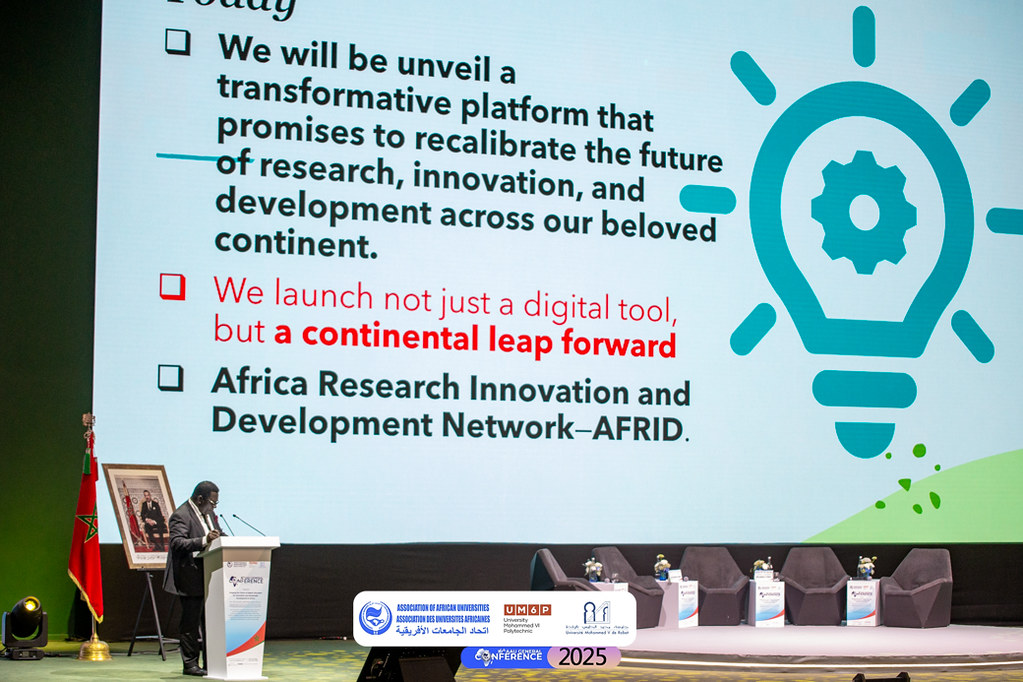 Today
We will be unveil a
transformative platform that
promises to recalibrate the future
of research, innovation, and
development across our beloved
continent.
We launch not just a digital tool,
but a continental leap forward
Africa Research Innovation and
Development Network–AFRID.
CONFERENCE
ASSOCIATION OF AFRICAN UNIVERSITIES
ASSOCIATION DES UNIVERSITES AFRICAINES
اتحاد الجامعات الأفريقية
UM6P
University
Mohammed VI
Polytechnic
Université Mohammed V de Rabat
AAU GENERAL
CONFERENCE
2025